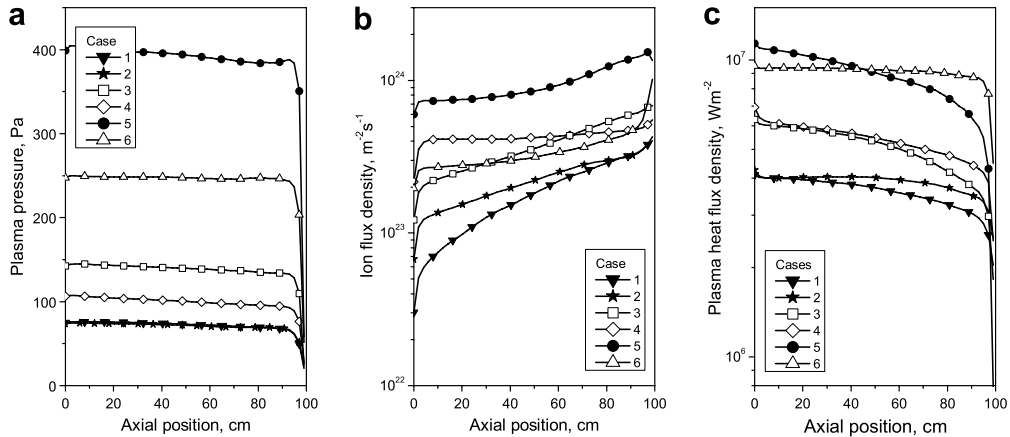 a
Plasma pressure, Pa
400
300
200
100
0
Case
1
2
3
4
5
6
0 20 40 60 80 100
Axial position, cm
b
Ion flux density, m⁻² s⁻¹
10²⁴
10²³
10²²
Case
1
2
3
4
5
6
0 20 40 60 80 100
Axial position, cm
c
Plasma heat flux density, Wm⁻²
10⁷
10⁶
Cases
1
2
3
4
5
6
0 20 40 60 80 100
Axial position, cm